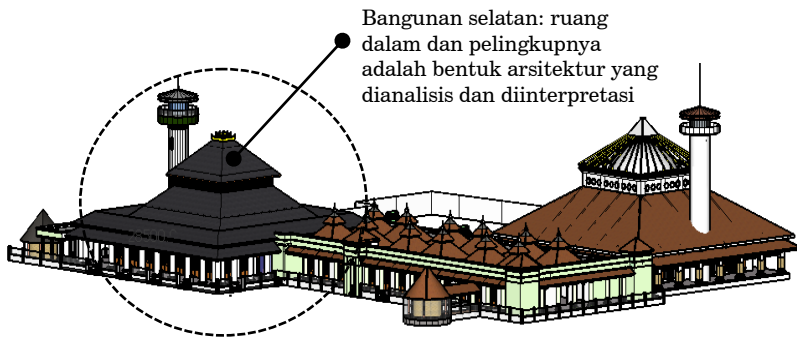 Bangunan selatan: ruang
dalam dan pelingkupnya
adalah bentuk arsitektur yang
dianalisis dan diinterpretasi